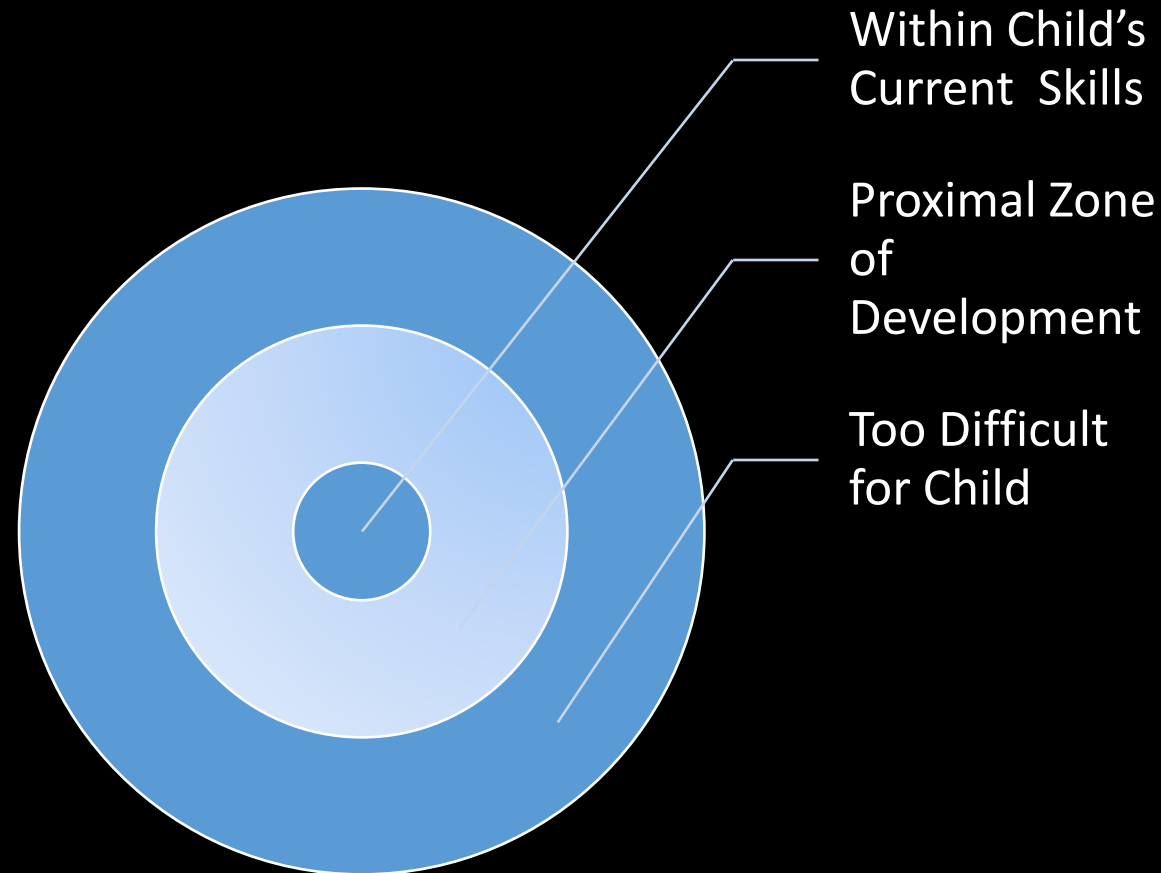 Within Child’s
Current  Skills
Proximal Zone
of
Development
Too Difficult
for Child